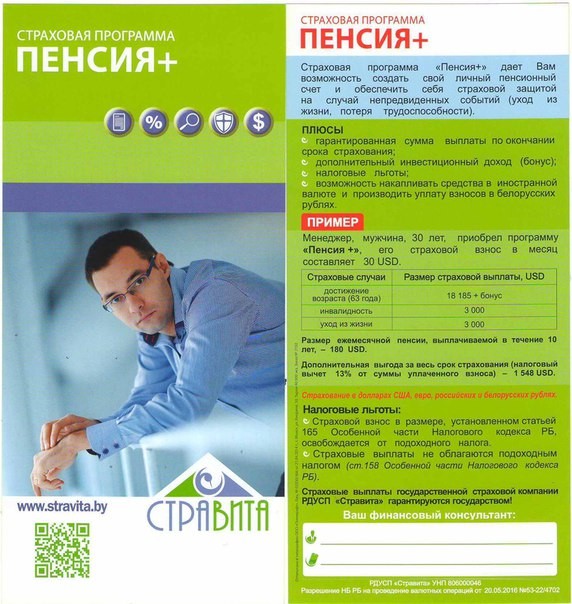 СТРАХОВАЯ ПРОГРАММА
ПЕНСИЯ+
www.stravita.by
СТРАВИТА
СТРАХОВАЯ ПРОГРАММА
ПЕНСИЯ+
Страховая программа «Пенсия+» дает Вам
возможность создать свой личный пенсионный
счет и обеспечить себя страховой защитой
на случай непредвиденных событий (уход из
жизни, потеря трудоспособности).
ПЛЮСЫ
гарантированная сумма выплаты по окончании
срока страхования;
дополнительный инвестиционный доход (бонус);
налоговые льготы;
возможность накапливать средства в иностранной
валюте и производить уплату взносов в белорусских
рублях.
ПРИМЕР
Менеджер, мужчина, 30 лет, приобрел программу
«Пенсия +», его страховой взнос в месяц
составляет 30 USD.
Страховые случаи Размер страховой выплаты, USD
достижение
возраста (63 года) 18 185 + бонус
инвалидность 3 000
уход из жизни 3 000
Размер ежемесячной пенсии, выплачиваемой в течение 10
лет, – 180 USD.
Дополнительная выгода за весь срок страхования (налоговый
вычет 13% от суммы уплаченного взноса) – 1 548 USD.
Страхование в долларах США, евро, российских и белорусских рублях.
Налоговые льготы:
Страховой взнос в размере, установленном статьей
165 Особенной части Налогового кодекса РБ,
освобождается от подоходного налога.
Страховые выплаты не облагаются подоходным
налогом (ст.158 Особенной части Налогового кодекса
РБ).
Страховые выплаты государственной страховой компании
РДУСП «Стравита» гарантируются государством!
Ваш финансовый консультант:
РДУСП «Стравита» УНП 806000046
Разрешение НБ РБ на проведение валютных операций от 20.05.2016 №53-22/4702